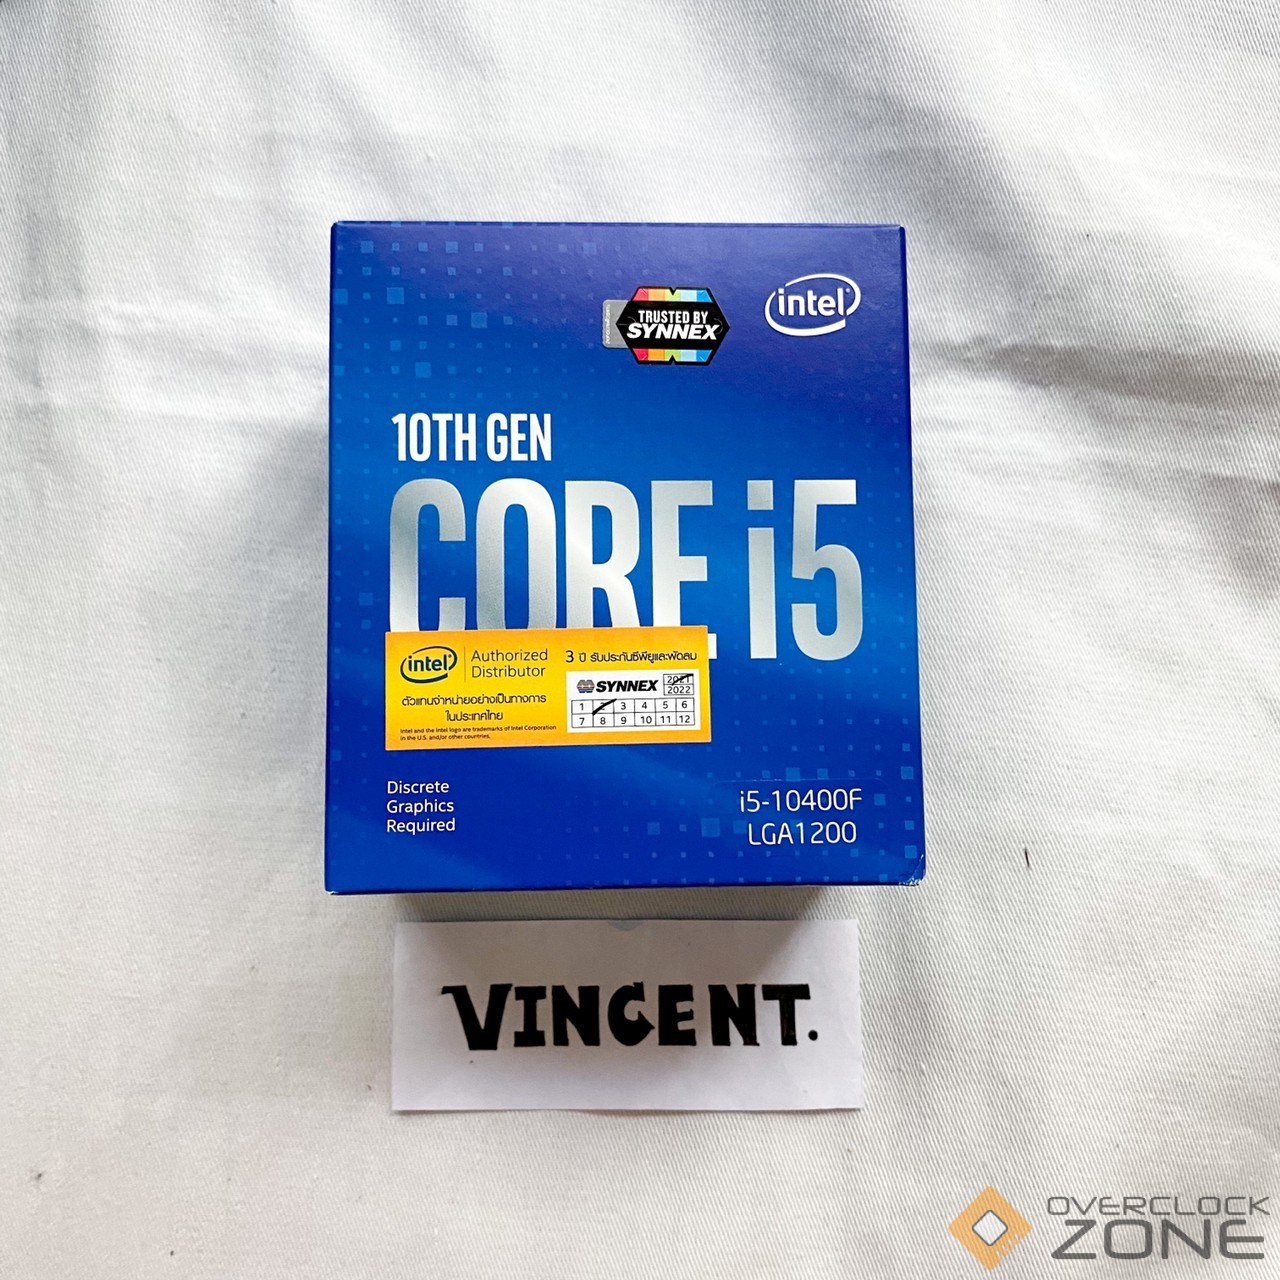 TRUSTED BY
SYNNEX
intel
10TH GEN
CORE i5
intel
Authorized
Distributor
ตัวแทนจำหน่ายอย่างเป็นทางการ
ในประเทศไทย
Intel and the Intel logo are trademarks of Intel Corporation
in the U.S. and/or other countries.
3 ปี รับประกันซีพียูและพัดลม
SYNNEX
2021
2022
1 2 3 4 5 6
7 8 9 10 11 12
Discrete
Graphics
Required
i5-10400F
LGA1200
VINCENT.
OVERCLOCK
ZONE